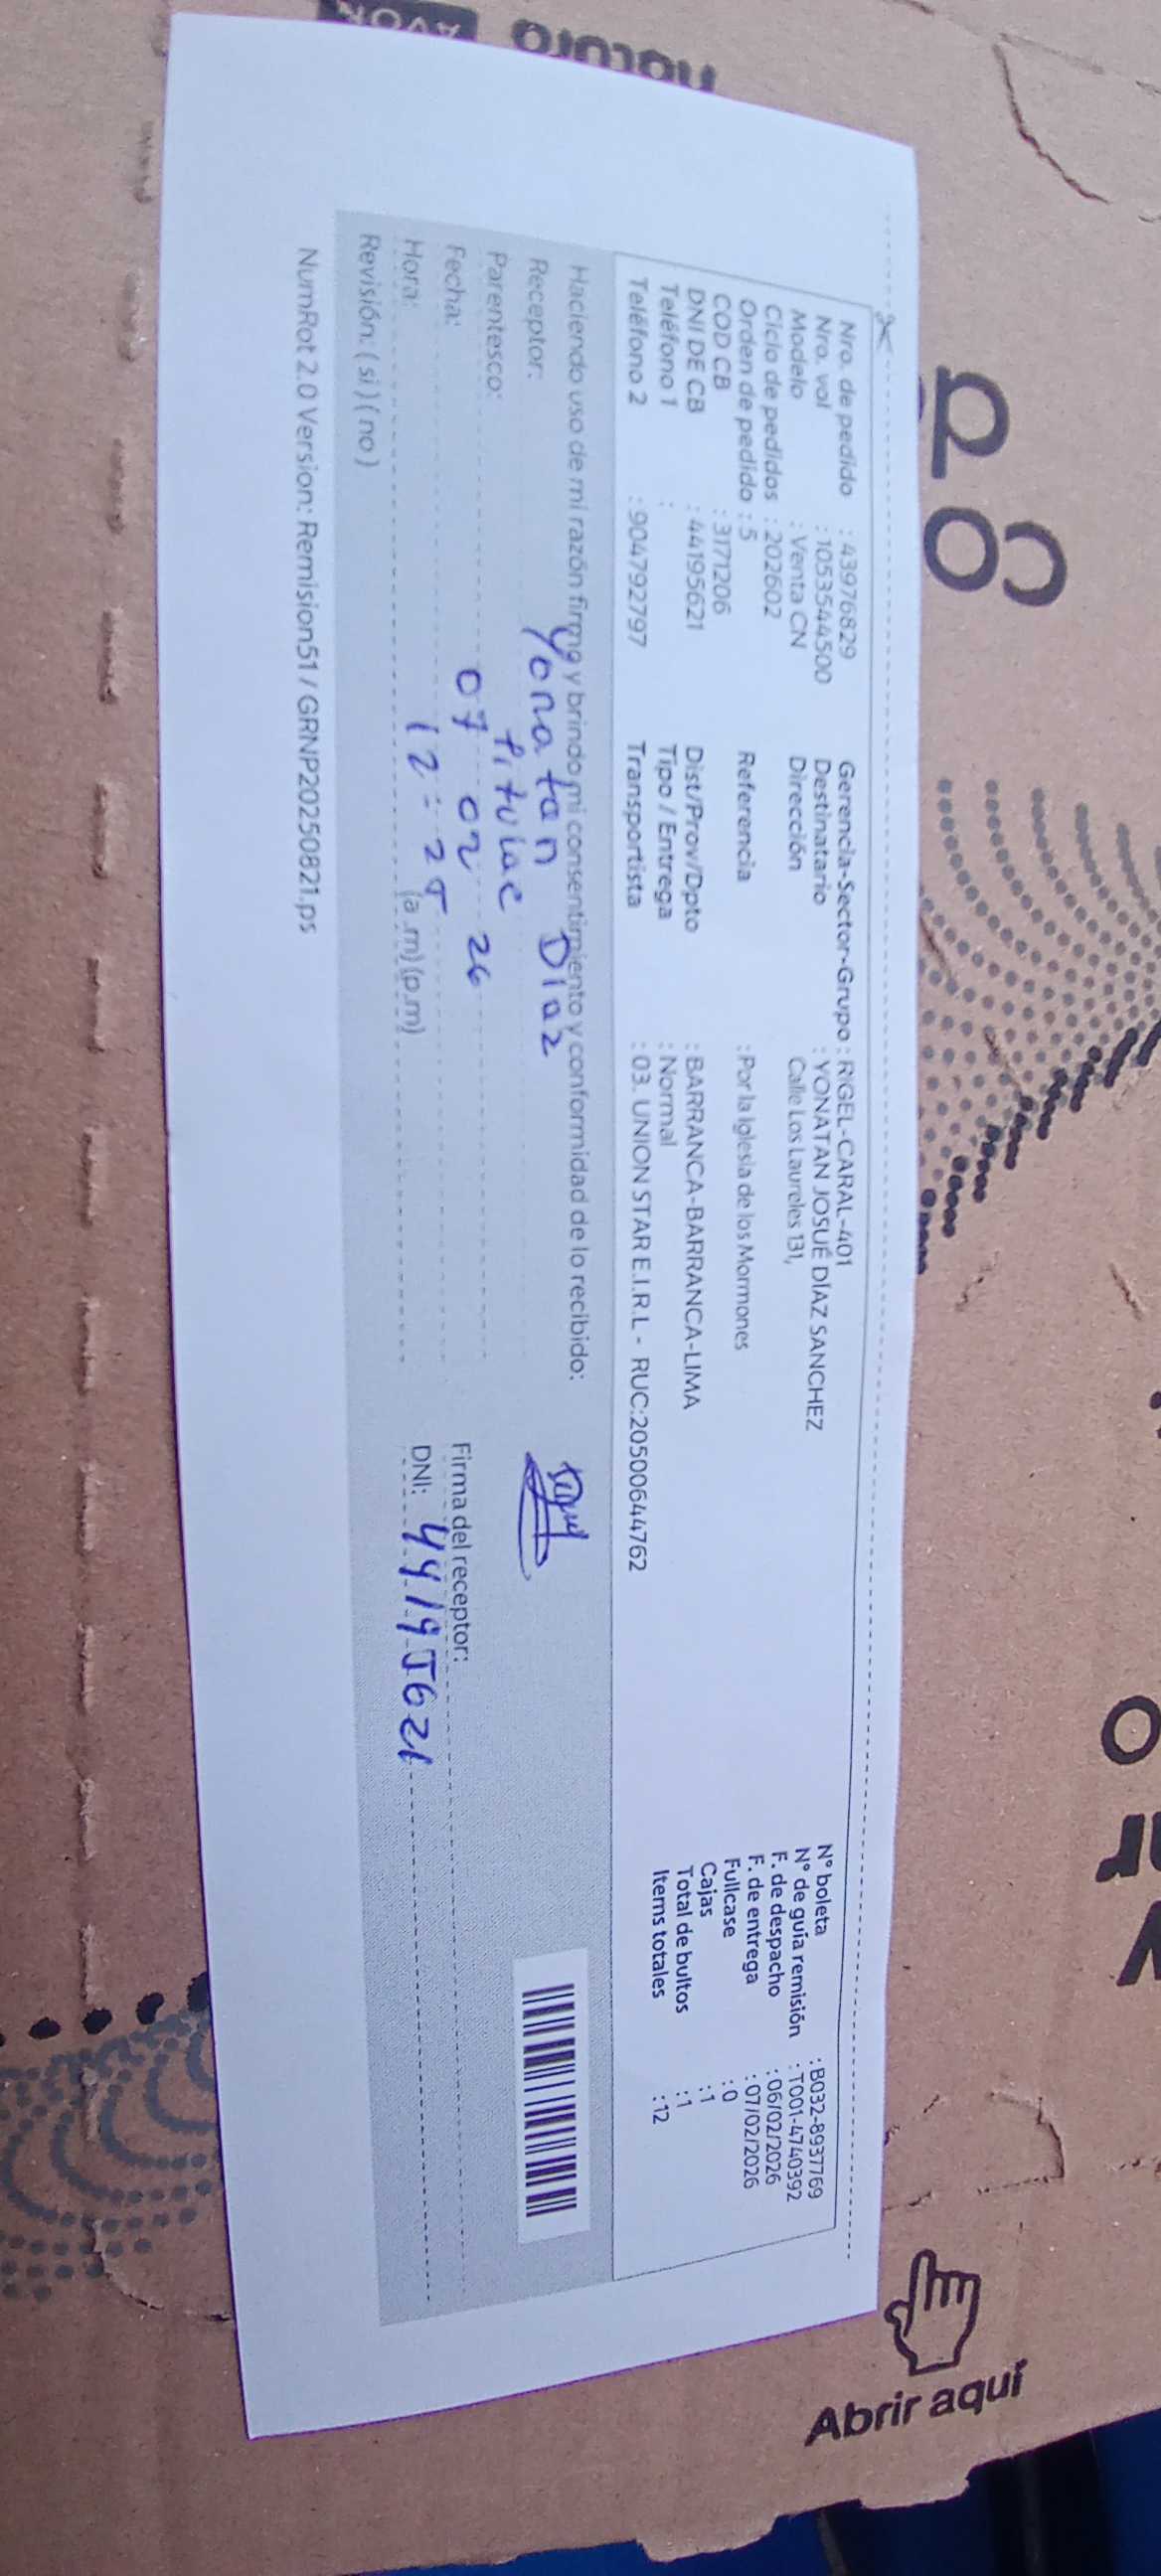 natura AVON
Nro. de pedido : 43976829
Nro. vol : 1053544500
Modelo : Venta CN
Ciclo de pedidos : 202602
Orden de pedido : 5
COD CB : 3171206
DNI DE CB : 44195621
Teléfono 1 :
Teléfono 2 : 904792797
Gerencia-Sector-Grupo : RIGEL-CARAL-401
Destinatario : YONATAN JOSUÉ DÍAZ SANCHEZ
Dirección Calle Los Laureles 131,
Referencia : Por la Iglesia de los Mormones
Dist/Prov/Dpto : BARRANCA-BARRANCA-LIMA
Tipo / Entrega : Normal
Transportista : 03. UNION STAR E.I.R.L - RUC:20500644762
N° boleta : B032-8937769
N° de guía remisión : T001-4740392
F. de despacho : 06/02/2026
F. de entrega : 07/02/2026
Fullcase : 0
Cajas : 1
Total de bultos : 1
Items totales : 12
Haciendo uso de mi razón firmo y brindo mi consentimiento y conformidad de lo recibido:
Receptor: Yonatan Diaz
Parentesco: titular
Fecha: 07 02 26
Hora: 12:25 (a.m) (p.m)
Revisión: ( si ) ( no )
Firma del receptor:
DNI: 44195621
NumRot 2.0 Version: Remision51 / GRNP20250821.ps
Abrir aquí